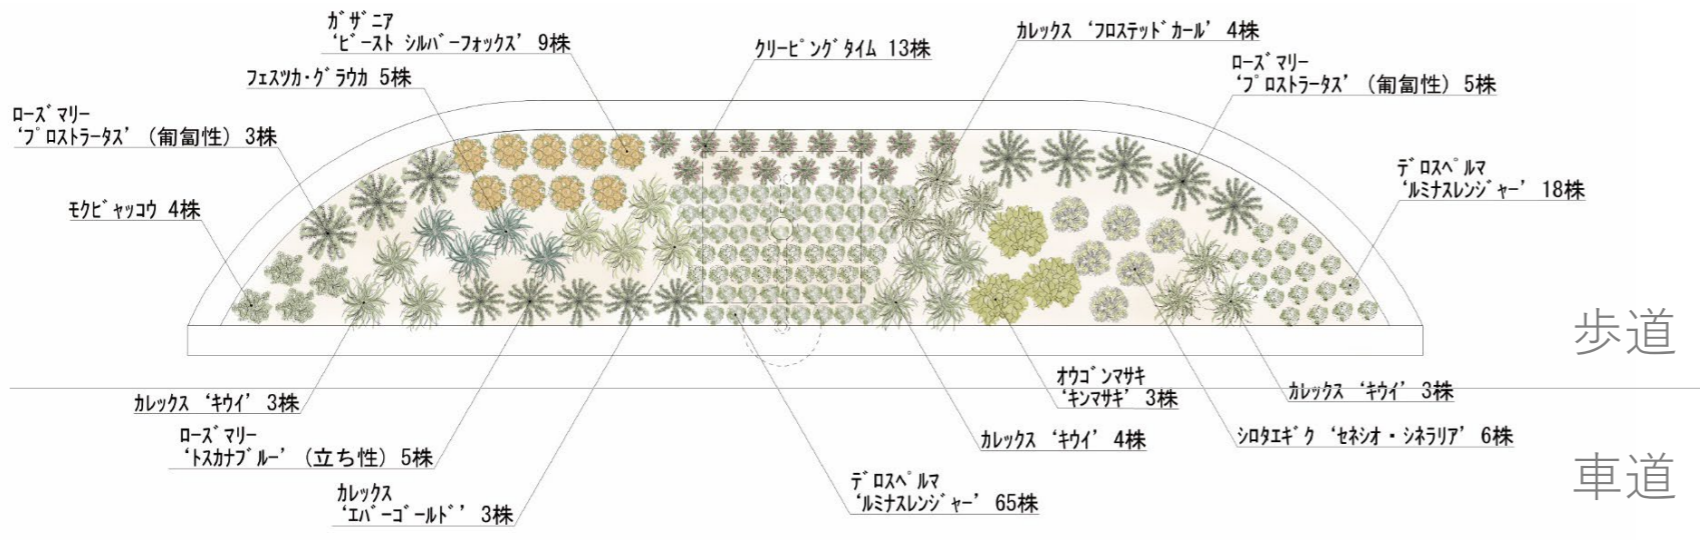 ｶﾞｻﾞﾆｱ
‘ﾋﾞｰｽﾄ ｼﾙﾊﾞｰﾌｫｯｸｽ’ 9株
ﾌｪｽﾂｶ･ｸﾞﾗｳｶ 5株
ﾛｰｽﾞﾏﾘｰ
‘ﾌﾟﾛｽﾄﾗｰﾀｽ’ (匍匐性) 3株
ﾓｸﾋﾞｬｯｺｳ 4株
ｸﾘｰﾋﾟﾝｸﾞﾀｲﾑ 13株
ｶﾚｯｸｽ ‘ﾌﾛｽﾃｯﾄﾞｶｰﾙ’ 4株
ﾛｰｽﾞﾏﾘｰ
‘ﾌﾟﾛｽﾄﾗｰﾀｽ’ (匍匐性) 5株
ﾃﾞﾛｽﾍﾟﾙﾏ
‘ﾙﾐﾅｽﾚﾝｼﾞｬｰ’ 18株
歩道
ｶﾚｯｸｽ ‘ｷｳｲ’ 3株
ﾛｰｽﾞﾏﾘｰ
‘ﾄｽｶﾅﾌﾞﾙｰ’ (立ち性) 5株
ｶﾚｯｸｽ
‘ｴﾊﾞｰｺﾞｰﾙﾄﾞ’ 3株
ﾃﾞﾛｽﾍﾟﾙﾏ
‘ﾙﾐﾅｽﾚﾝｼﾞｬｰ’ 65株
ｶﾚｯｸｽ ‘ｷｳｲ’ 4株
ｵｳｺﾞﾝﾏｻｷ
‘ｷﾝﾏｻｷ’ 3株
ｶﾚｯｸｽ ‘ｷｳｲ’ 3株
ｼﾛﾀｴｷﾞｸ ‘ｾﾈｼｵ・ｼﾈﾗﾘｱ’ 6株
車道